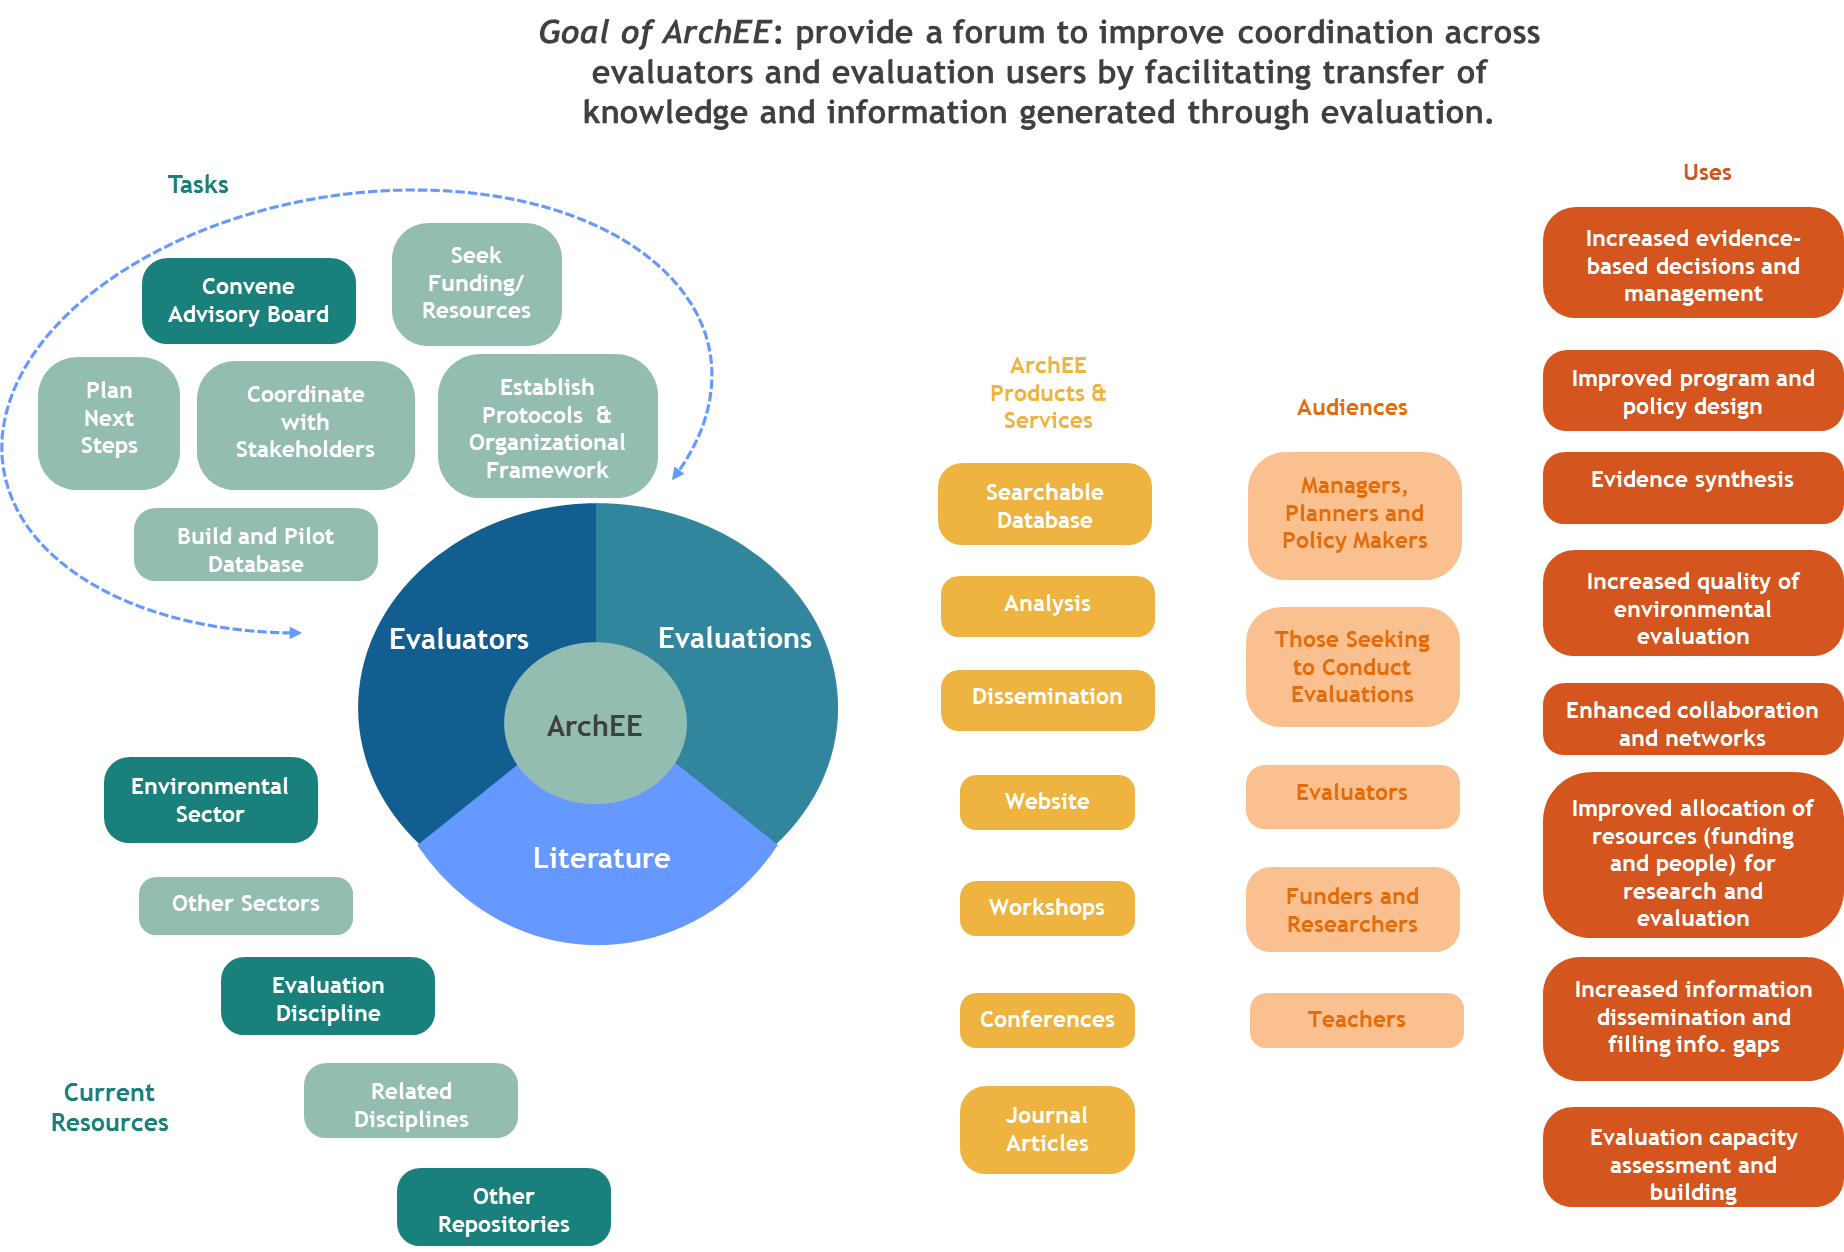 Goal of ArchEE: provide a forum to improve coordination across
evaluators and evaluation users by facilitating transfer of
knowledge and information generated through evaluation.
Tasks
Convene
Advisory Board
Seek
Funding/
Resources
Plan
Next
Steps
Coordinate
with
Stakeholders
Establish
Protocols &
Organizational
Framework
Build and Pilot
Database
Evaluators
Evaluations
ArchEE
Literature
Environmental
Sector
Other Sectors
Evaluation
Discipline
Current
Resources
Related
Disciplines
Other
Repositories
ArchEE
Products &
Services
Searchable
Database
Analysis
Dissemination
Website
Workshops
Conferences
Journal
Articles
Audiences
Managers,
Planners and
Policy Makers
Those Seeking
to Conduct
Evaluations
Evaluators
Funders and
Researchers
Teachers
Uses
Increased evidence-
based decisions and
management
Improved program and
policy design
Evidence synthesis
Increased quality of
environmental
evaluation
Enhanced collaboration
and networks
Improved allocation of
resources (funding
and people) for
research and
evaluation
Increased information
dissemination and
filling info. gaps
Evaluation capacity
assessment and
building